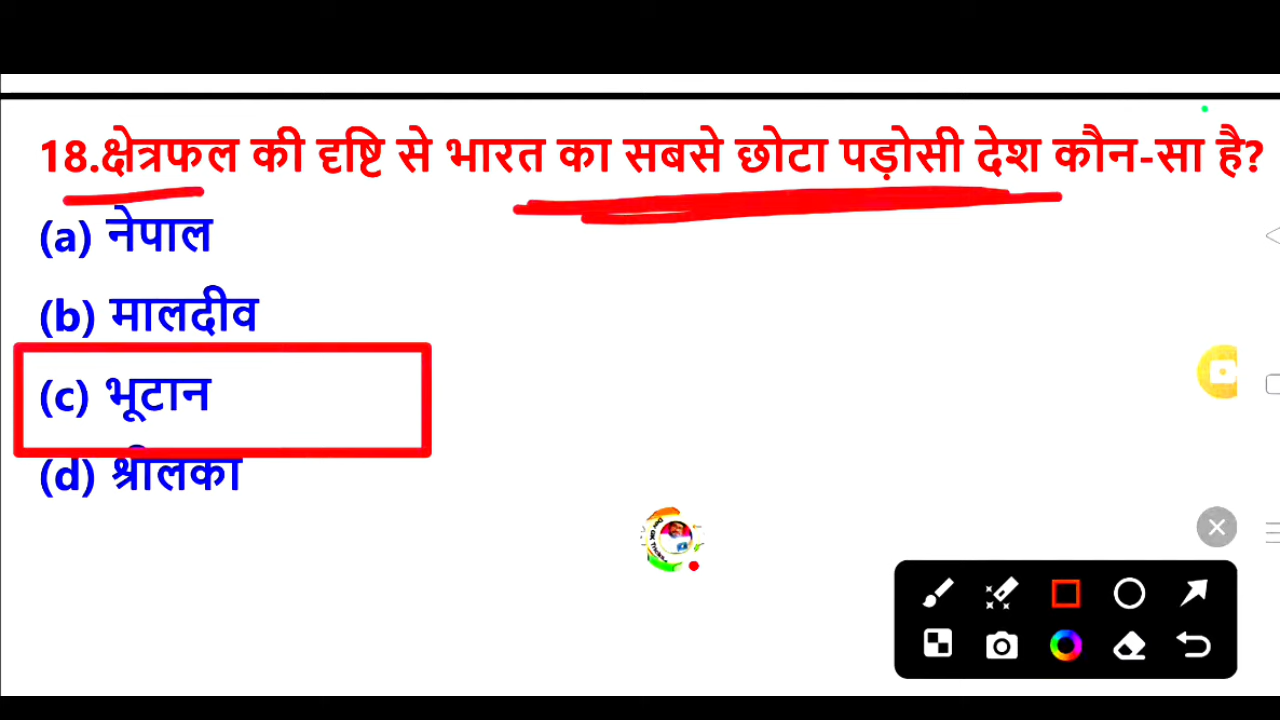 18.क्षेत्रफल की दृष्टि से भारत का सबसे छोटा पड़ोसी देश कौन-सा है?
(a) नेपाल
(b) मालदीव
(c) भूटान
(d) श्रीलंका